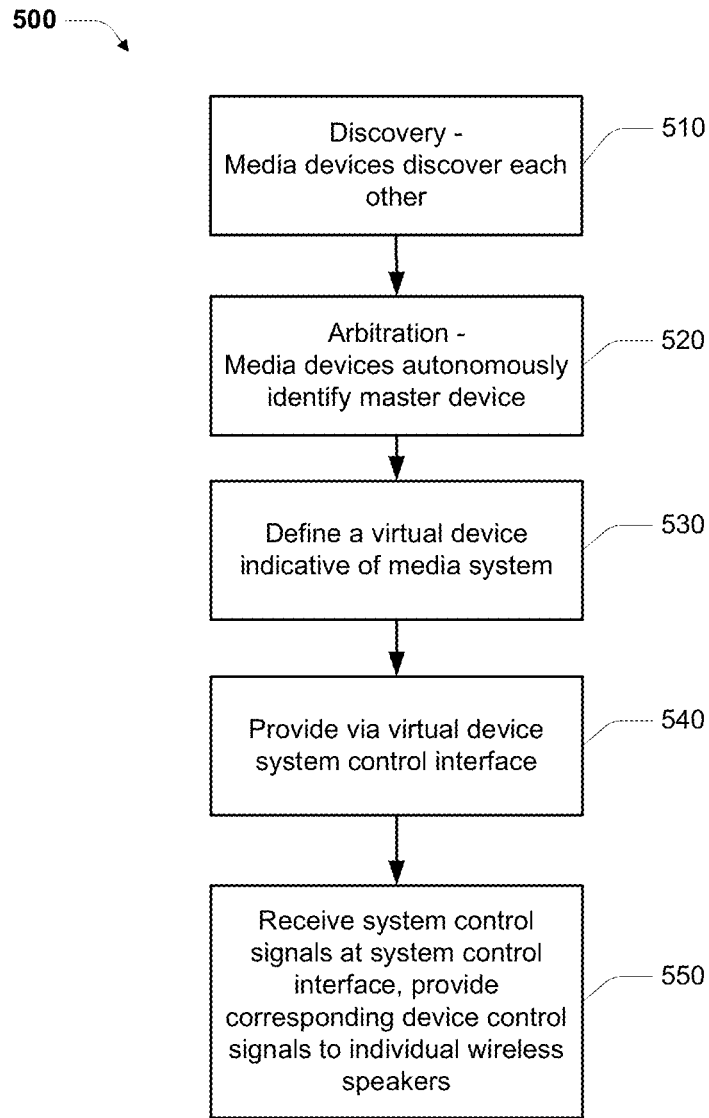 500
Discovery -
Media devices discover each
other
510
Arbitration -
Media devices autonomously
identify master device
520
Define a virtual device
indicative of media system
530
Provide via virtual device
system control interface
540
Receive system control
signals at system control
interface, provide
corresponding device control
signals to individual wireless
speakers
550